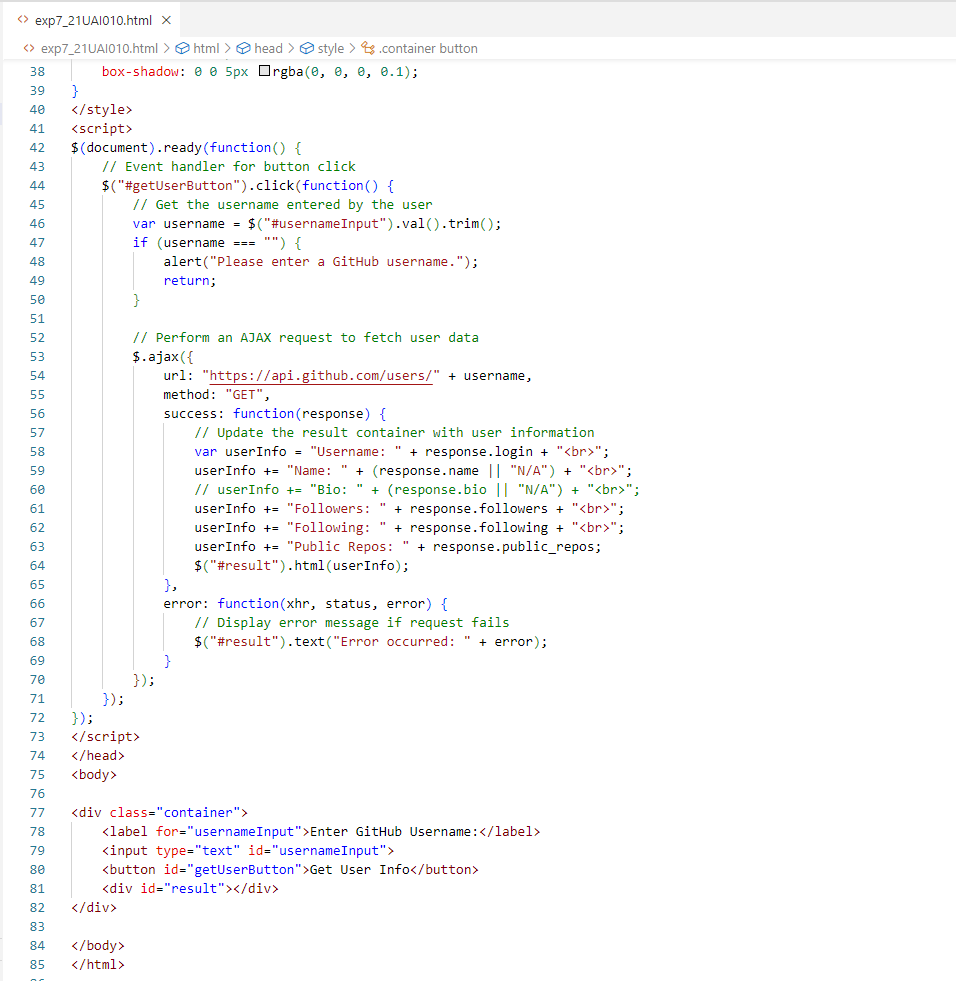 exp7_21UAI010.html
exp7_21UAI010.html > html > head > style > .container button
38 box-shadow: 0 0 5px rgba(0, 0, 0, 0.1);
39 }
40 </style>
41 <script>
42 $(document).ready(function() {
43 // Event handler for button click
44 $("#getUserButton").click(function() {
45 // Get the username entered by the user
46 var username = $("#usernameInput").val().trim();
47 if (username === "") {
48 alert("Please enter a GitHub username.");
49 return;
50 }
51
52 // Perform an AJAX request to fetch user data
53 $.ajax({
54 url: "https://api.github.com/users/" + username,
55 method: "GET",
56 success: function(response) {
57 // Update the result container with user information
58 var userInfo = "Username: " + response.login + "<br>";
59 userInfo += "Name: " + (response.name || "N/A") + "<br>";
60 // userInfo += "Bio: " + (response.bio || "N/A") + "<br>";
61 userInfo += "Followers: " + response.followers + "<br>";
62 userInfo += "Following: " + response.following + "<br>";
63 userInfo += "Public Repos: " + response.public_repos;
64 $("#result").html(userInfo);
65 },
66 error: function(xhr, status, error) {
67 // Display error message if request fails
68 $("#result").text("Error occurred: " + error);
69 }
70 });
71 });
72 });
73 </script>
74 </head>
75 <body>
76
77 <div class="container">
78 <label for="usernameInput">Enter GitHub Username:</label>
79 <input type="text" id="usernameInput">
80 <button id="getUserButton">Get User Info</button>
81 <div id="result"></div>
82 </div>
83
84 </body>
85 </html>